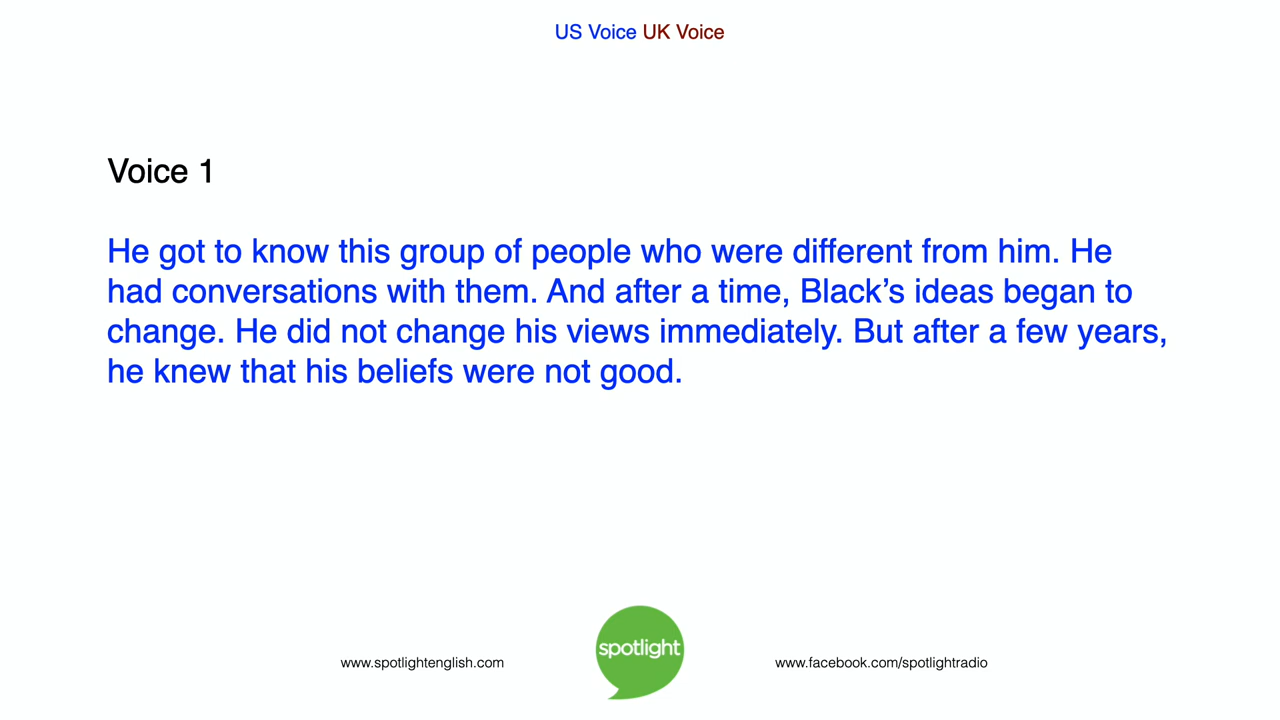 US Voice UK Voice
Voice 1
He got to know this group of people who were different from him. He
had conversations with them. And after a time, Black’s ideas began to
change. He did not change his views immediately. But after a few years,
he knew that his beliefs were not good.
www.spotlightenglish.com
spotlight
www.facebook.com/spotlightradio